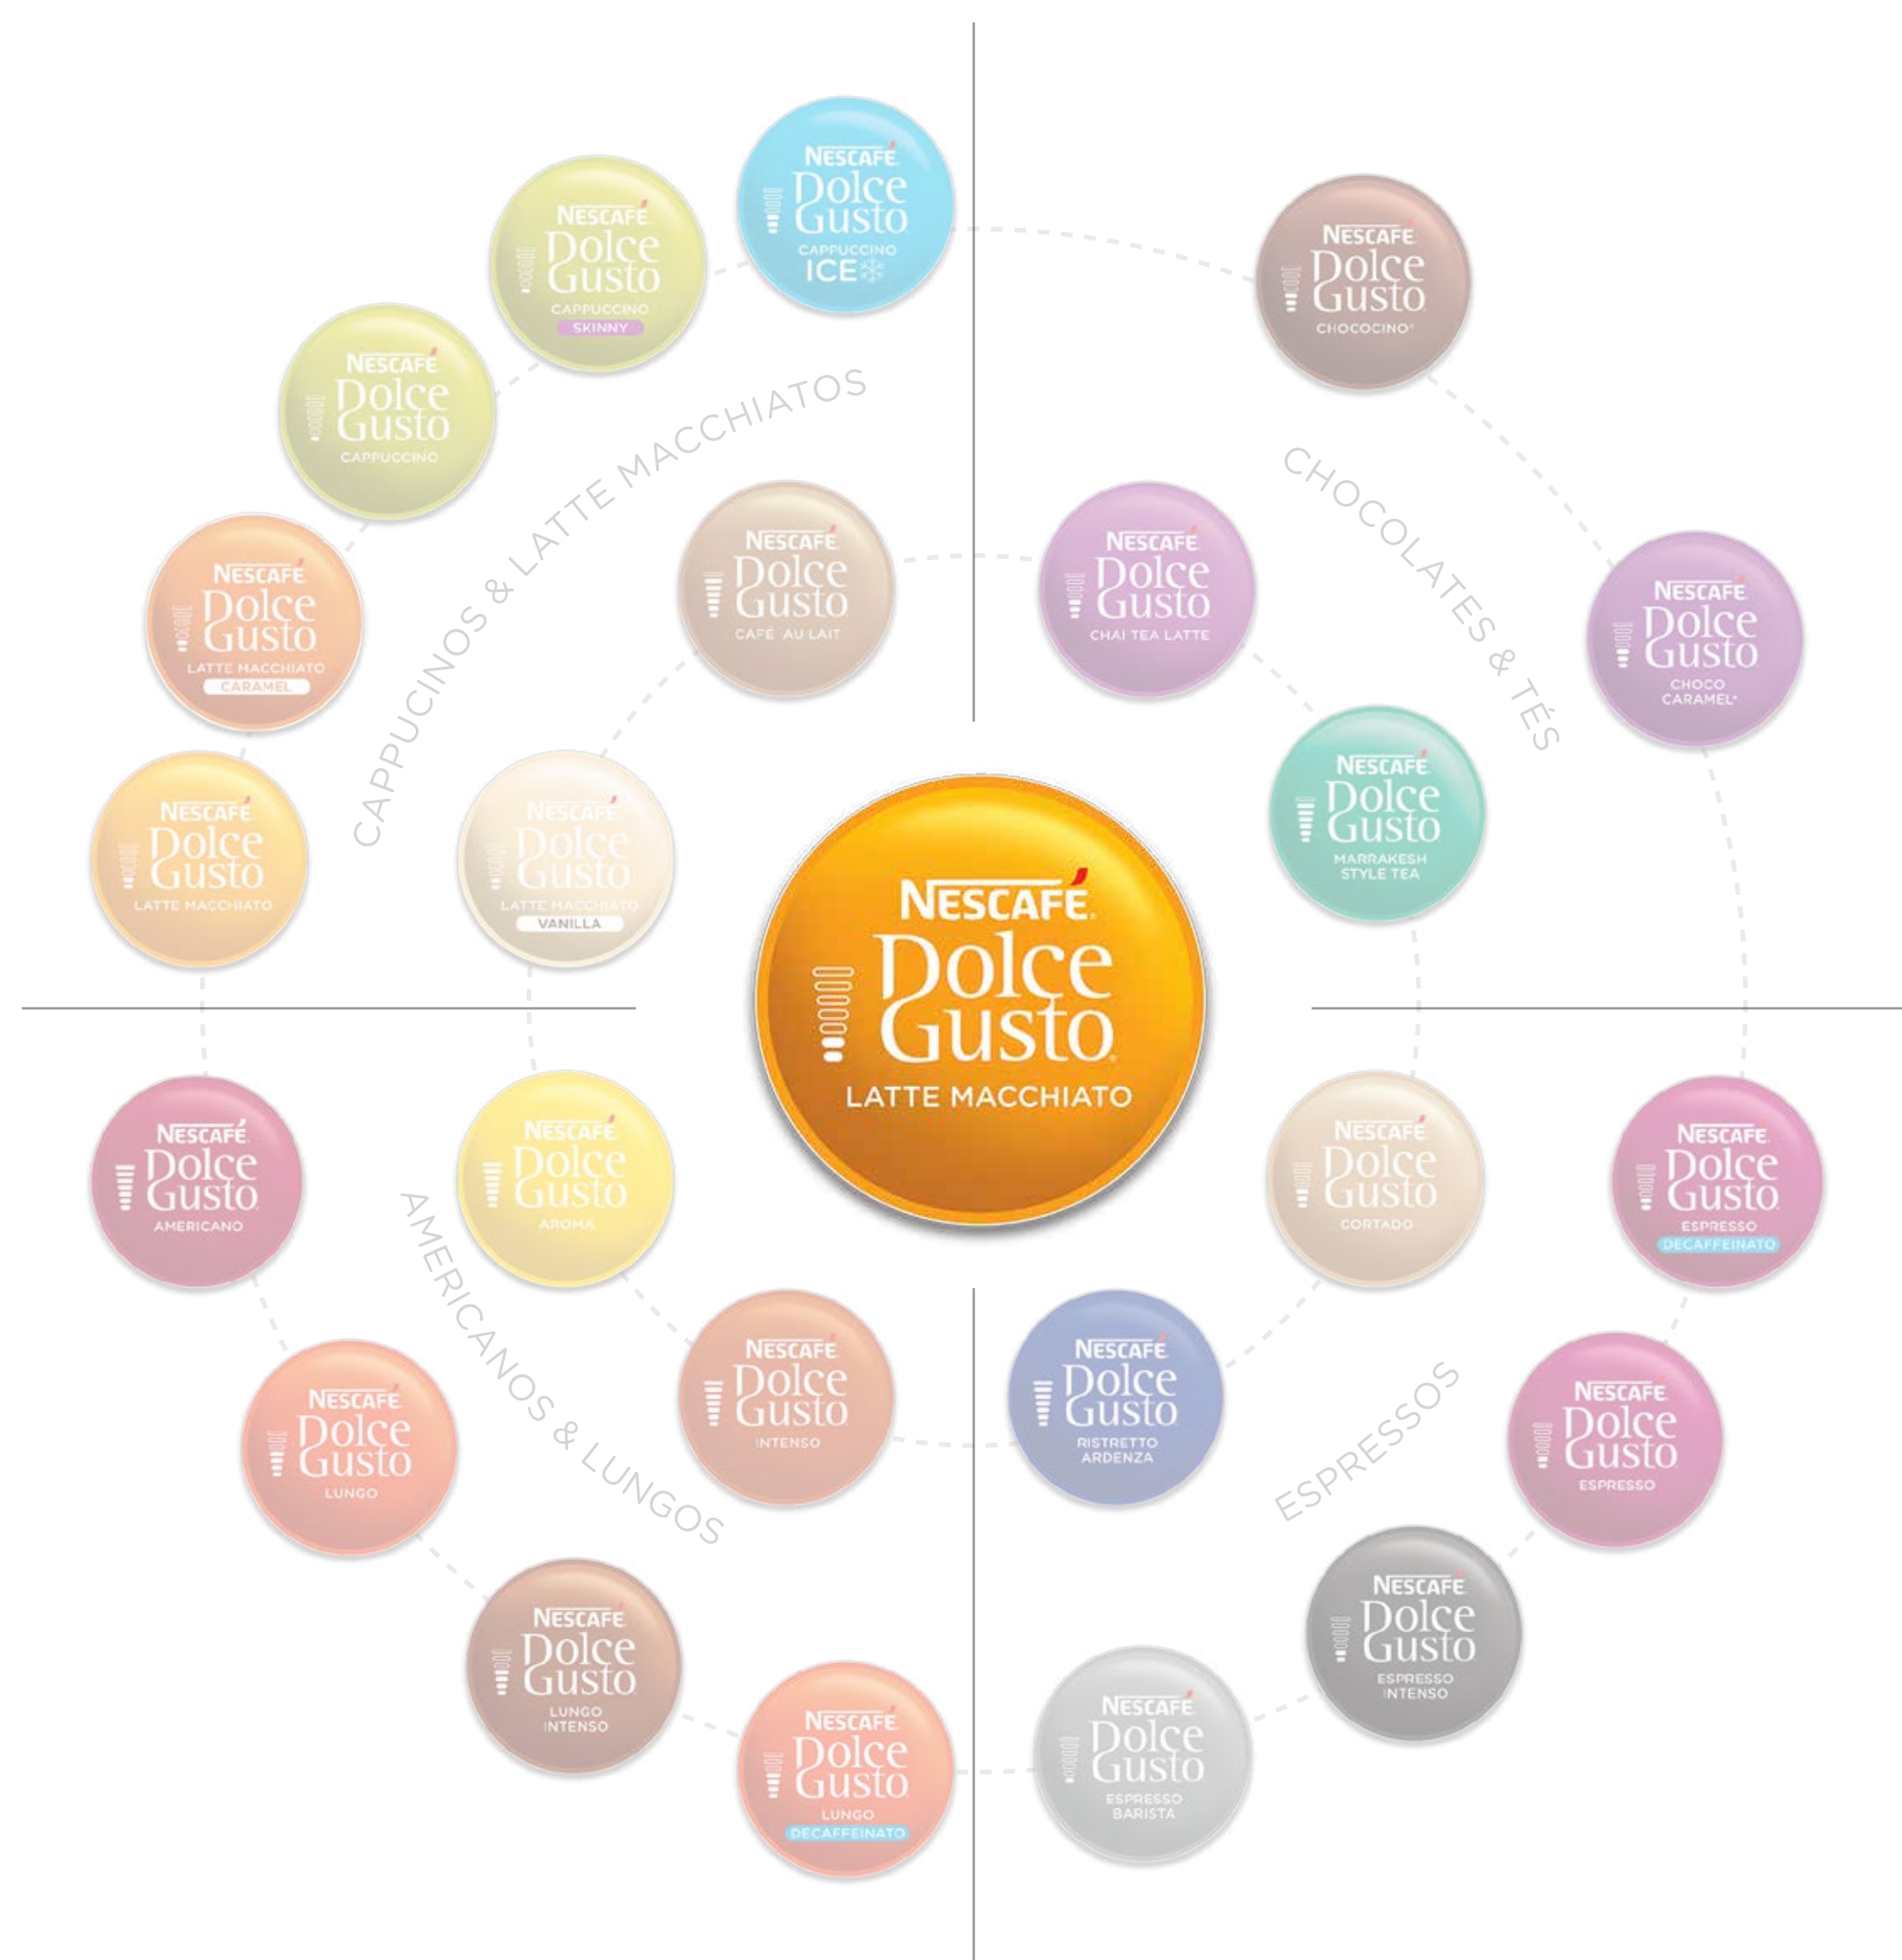 NESCAFÉ
Dolce
Gusto
CAPPUCCINO
ICE
NESCAFÉ
Dolce
Gusto
CAPPUCCINO
SKINNY
NESCAFÉ
Dolce
Gusto
CAPPUCCINO
NESCAFÉ
Dolce
Gusto
LATTE MACCHIATO
CARAMEL
NESCAFÉ
Dolce
Gusto
LATTE MACCHIATO
CAPPUCINOS & LATTE MACCHIATOS
NESCAFÉ
Dolce
Gusto
CAFÉ AU LAIT
NESCAFÉ
Dolce
Gusto
LATTE MACCHIATO
VANILLA
NESCAFÉ
Dolce
Gusto
CHOCOCINO*
CHOCOLATES & TÉS
NESCAFÉ
Dolce
Gusto
CHOCO
CARAMEL*
NESCAFÉ
Dolce
Gusto
CHAI TEA LATTE
NESCAFÉ
Dolce
Gusto
MARRAKESH
STYLE TEA
NESCAFÉ.
Dolce
Gusto
LATTE MACCHIATO
NESCAFÉ
Dolce
Gusto
AMERICANO
NESCAFÉ
Dolce
Gusto
AROMA
AMERICANOS & LUNGOS
NESCAFÉ
Dolce
Gusto
INTENSO
NESCAFÉ
Dolce
Gusto
LUNGO
NESCAFÉ
Dolce
Gusto
LUNGO
INTENSO
NESCAFÉ
Dolce
Gusto
LUNGO
DECAFFEINATO
NESCAFÉ
Dolce
Gusto
CORTADO
NESCAFÉ
Dolce
Gusto
ESPRESSO
DECAFFEINATO
NESCAFÉ
Dolce
Gusto
RISTRETTO
ARDENZA
ESPRESSOS
NESCAFÉ
Dolce
Gusto
ESPRESSO
NESCAFÉ
Dolce
Gusto
ESPRESSO
INTENSO
NESCAFÉ
Dolce
Gusto
ESPRESSO
BARISTA